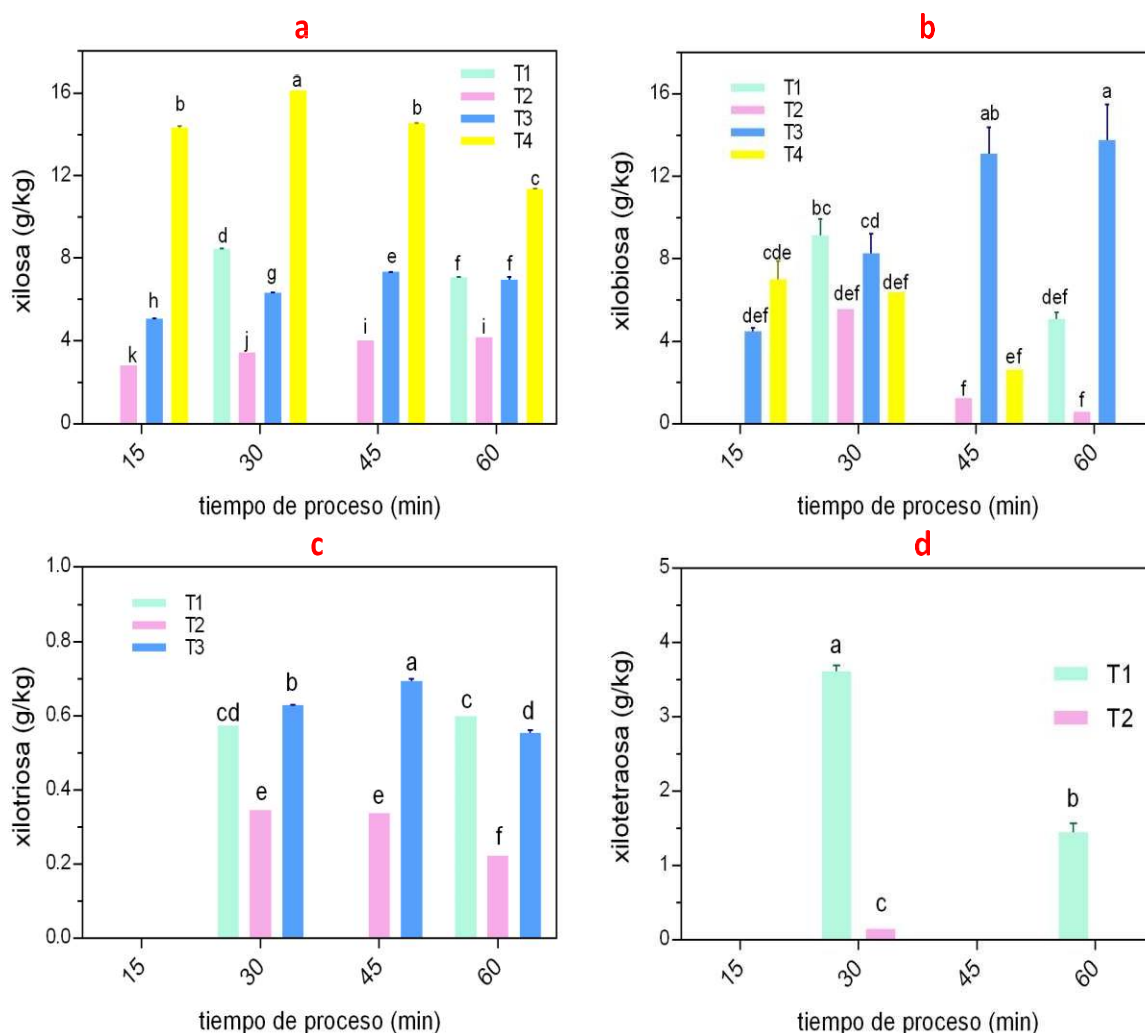 a
xilosa (g/kg)
16
12
8
4
0
T1
T2
T3
T4
k
h
b
d
j
g
a
i
e
b
f
i
f
c
15
30
45
60
tiempo de proceso (min)
b
xilobiosa (g/kg)
16
12
8
4
0
T1
T2
T3
T4
def
cde
bc
def
cd
def
f
ab
ef
def
f
a
15
30
45
60
tiempo de proceso (min)
c
xilotriosa (g/kg)
1.0
0.8
0.6
0.4
0.2
0.0
T1
T2
T3
cd
e
b
e
a
c
f
d
15
30
45
60
tiempo de proceso (min)
d
xilotetraosa (g/kg)
5
4
3
2
1
0
T1
T2
a
c
b
15
30
45
60
tiempo de proceso (min)